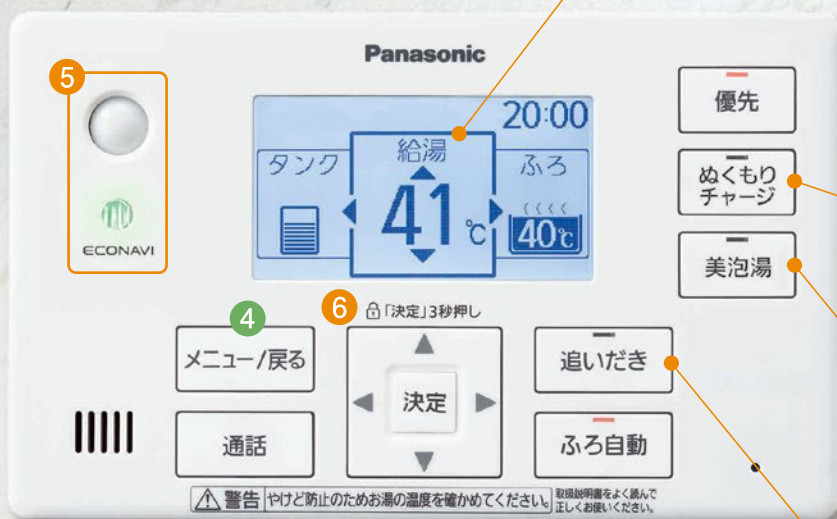 Panasonic
5
ECONAVI
20:00
タンク
給湯
41℃
ふろ
40℃
優先
ぬくもり
チャージ
美泡湯
4
メニュー/戻る
通話
6
「決定」3秒押し
決定
追いだき
ふろ自動
警告 やけど防止のためお湯の温度を確かめてください。
取扱説明書をよく読んで
正しくお使いください。